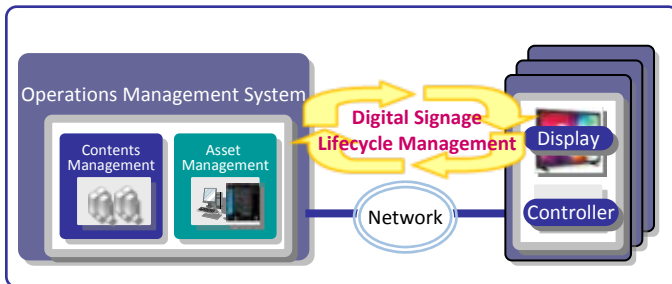 Operations Management System
Contents
Management
Asset
Management
Digital Signage
Lifecycle Management
Network
Display
Controller